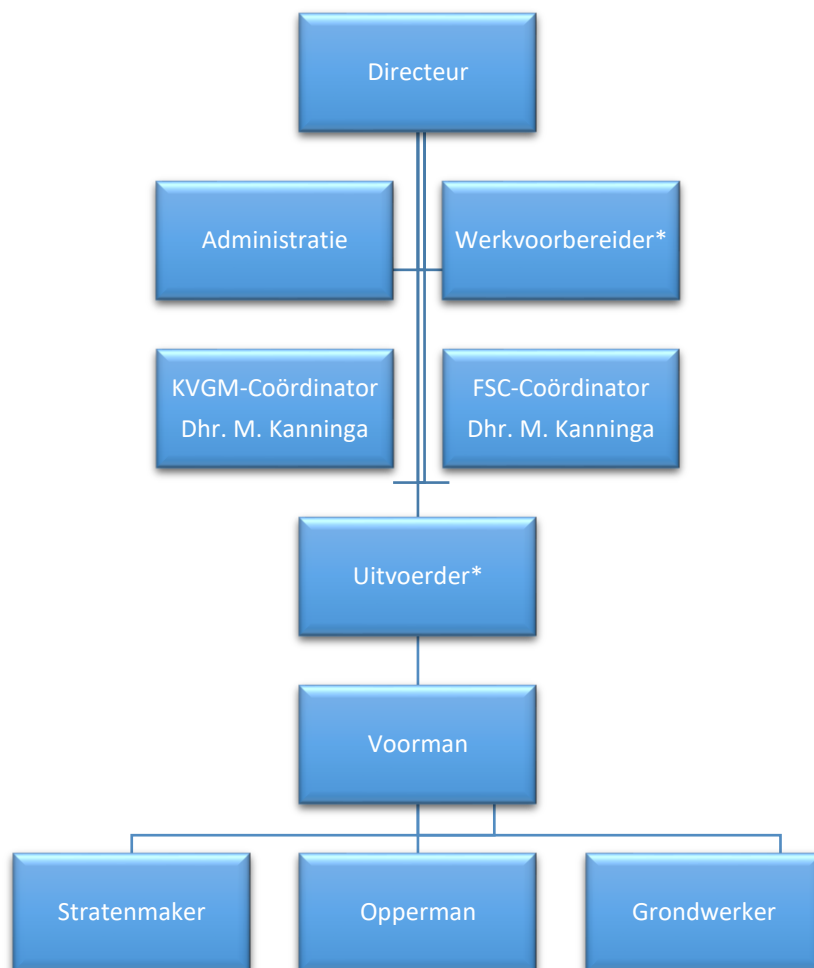 Directeur
Administratie
Werkvoorbereider*
KVGM-Coördinator
Dhr. M. Kanninga
FSC-Coördinator
Dhr. M. Kanninga
Uitvoerder*
Voorman
Stratenmaker
Opperman
Grondwerker